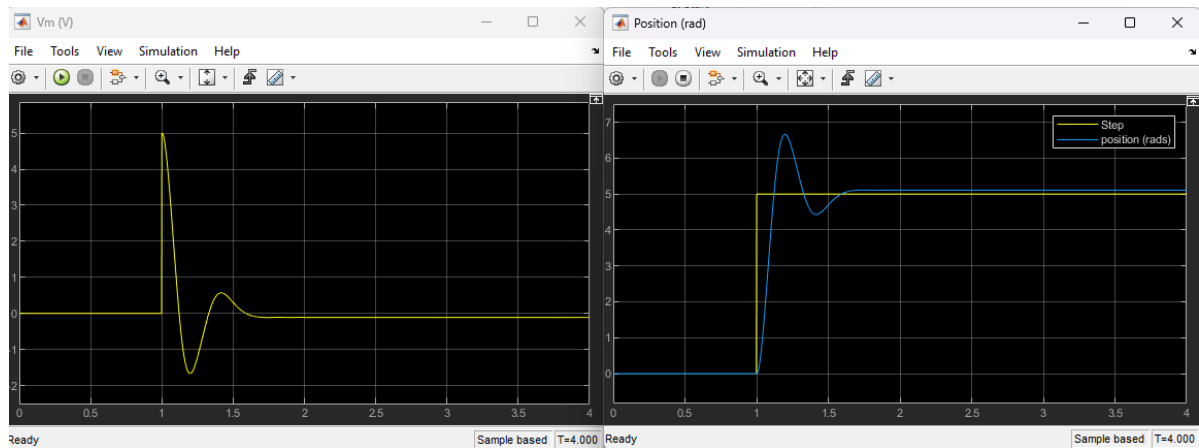 Vm (V)
File Tools View Simulation Help
5
4
3
2
1
0
-1
-2
0 0.5 1 1.5 2 2.5 3 3.5 4
Ready Sample based T=4.000
Position (rad)
File Tools View Simulation Help
Step
position (rads)
7
6
5
4
3
2
1
0
0 0.5 1 1.5 2 2.5 3 3.5 4
Ready Sample based T=4.000